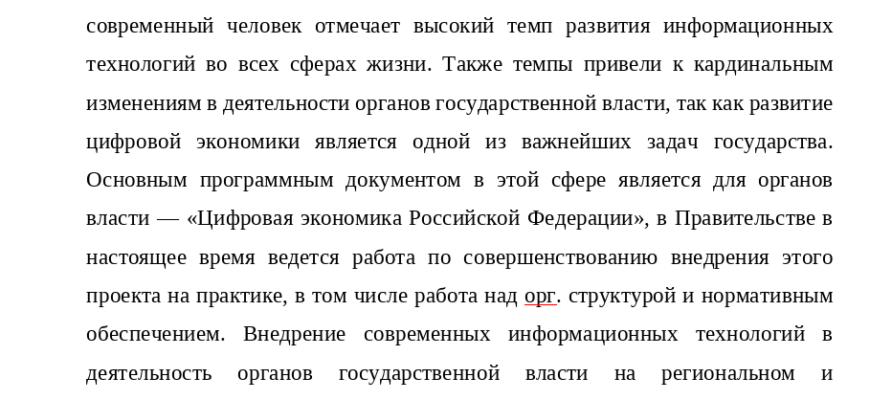 современный человек отмечает высокий темп развития информационных
технологий во всех сферах жизни. Также темпы привели к кардинальным
изменениям в деятельности органов государственной власти, так как развитие
цифровой экономики является одной из важнейших задач государства.
Основным программным документом в этой сфере является для органов
власти — «Цифровая экономика Российской Федерации», в Правительстве в
настоящее время ведется работа по совершенствованию внедрения этого
проекта на практике, в том числе работа над орг. структурой и нормативным
обеспечением. Внедрение современных информационных технологий в
деятельность органов государственной власти на региональном и